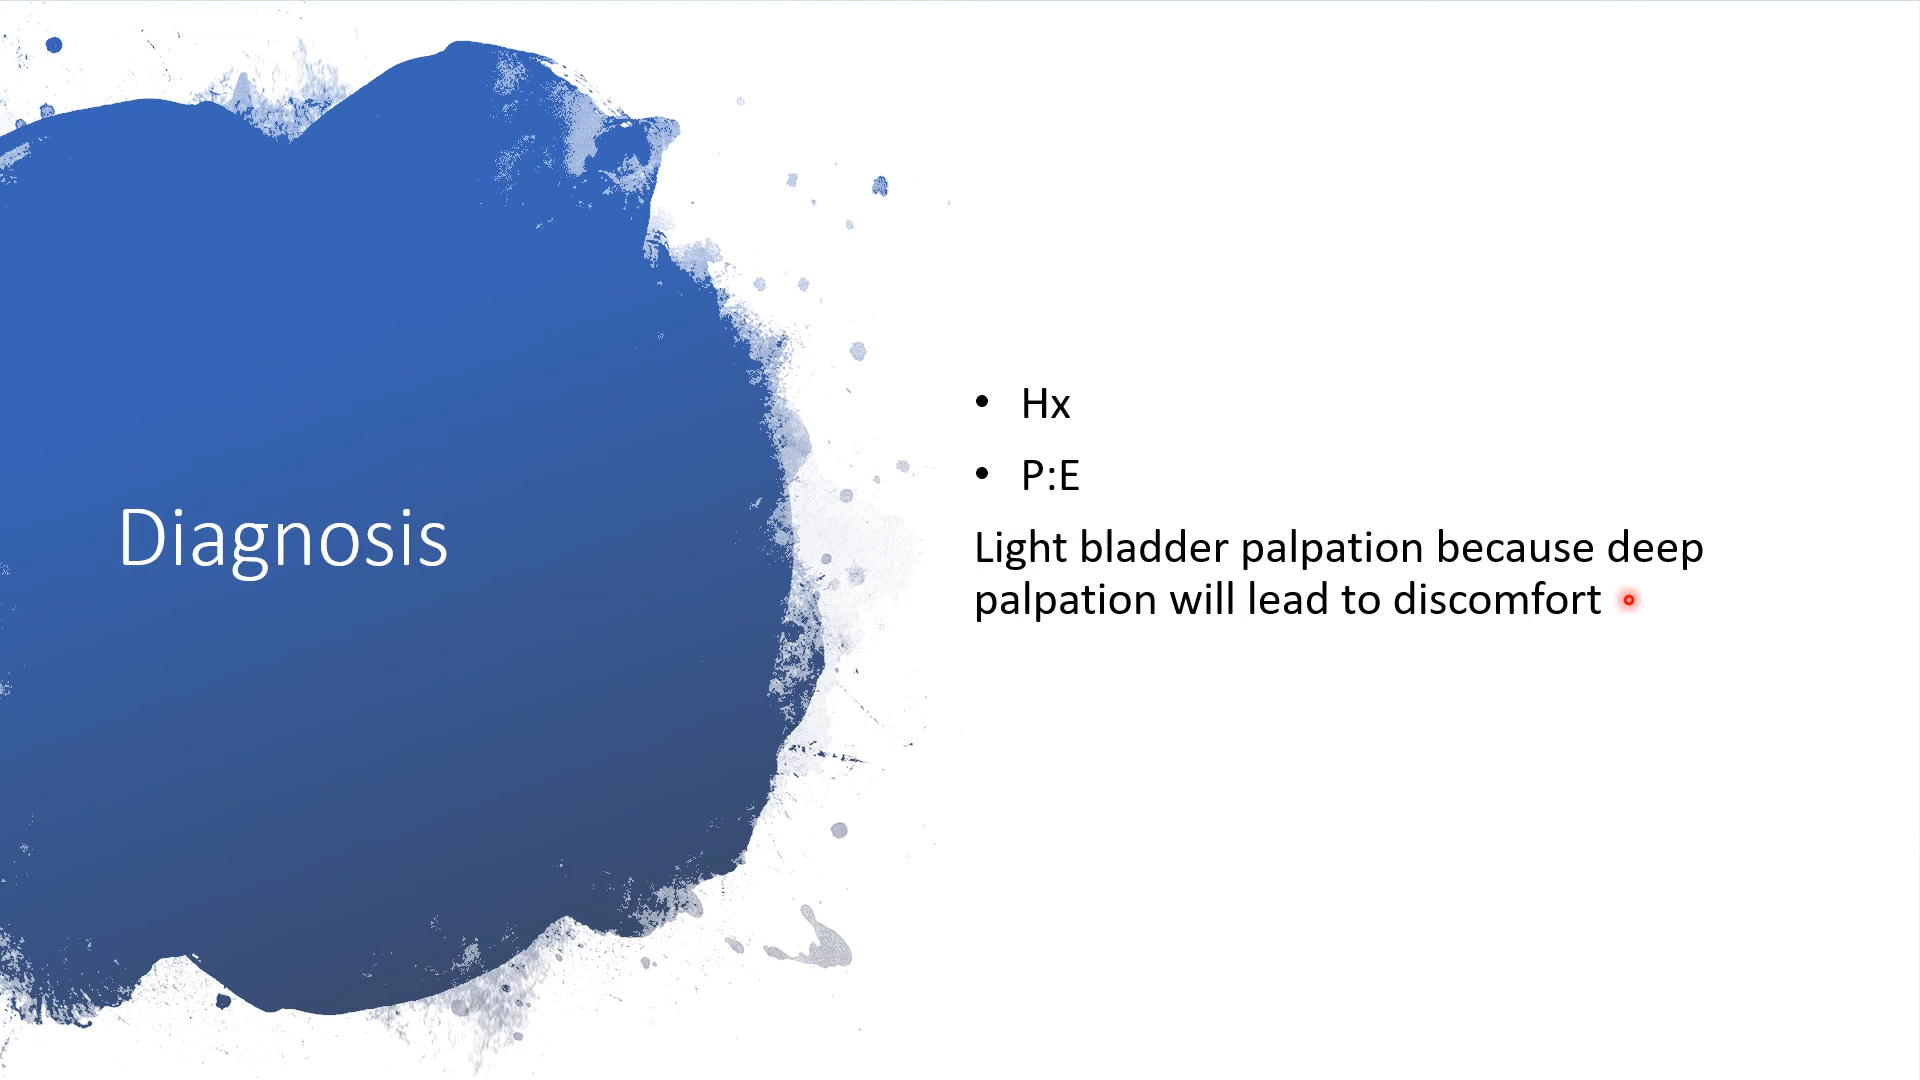 Diagnosis
• Hx
• P:E
Light bladder palpation because deep
palpation will lead to discomfort